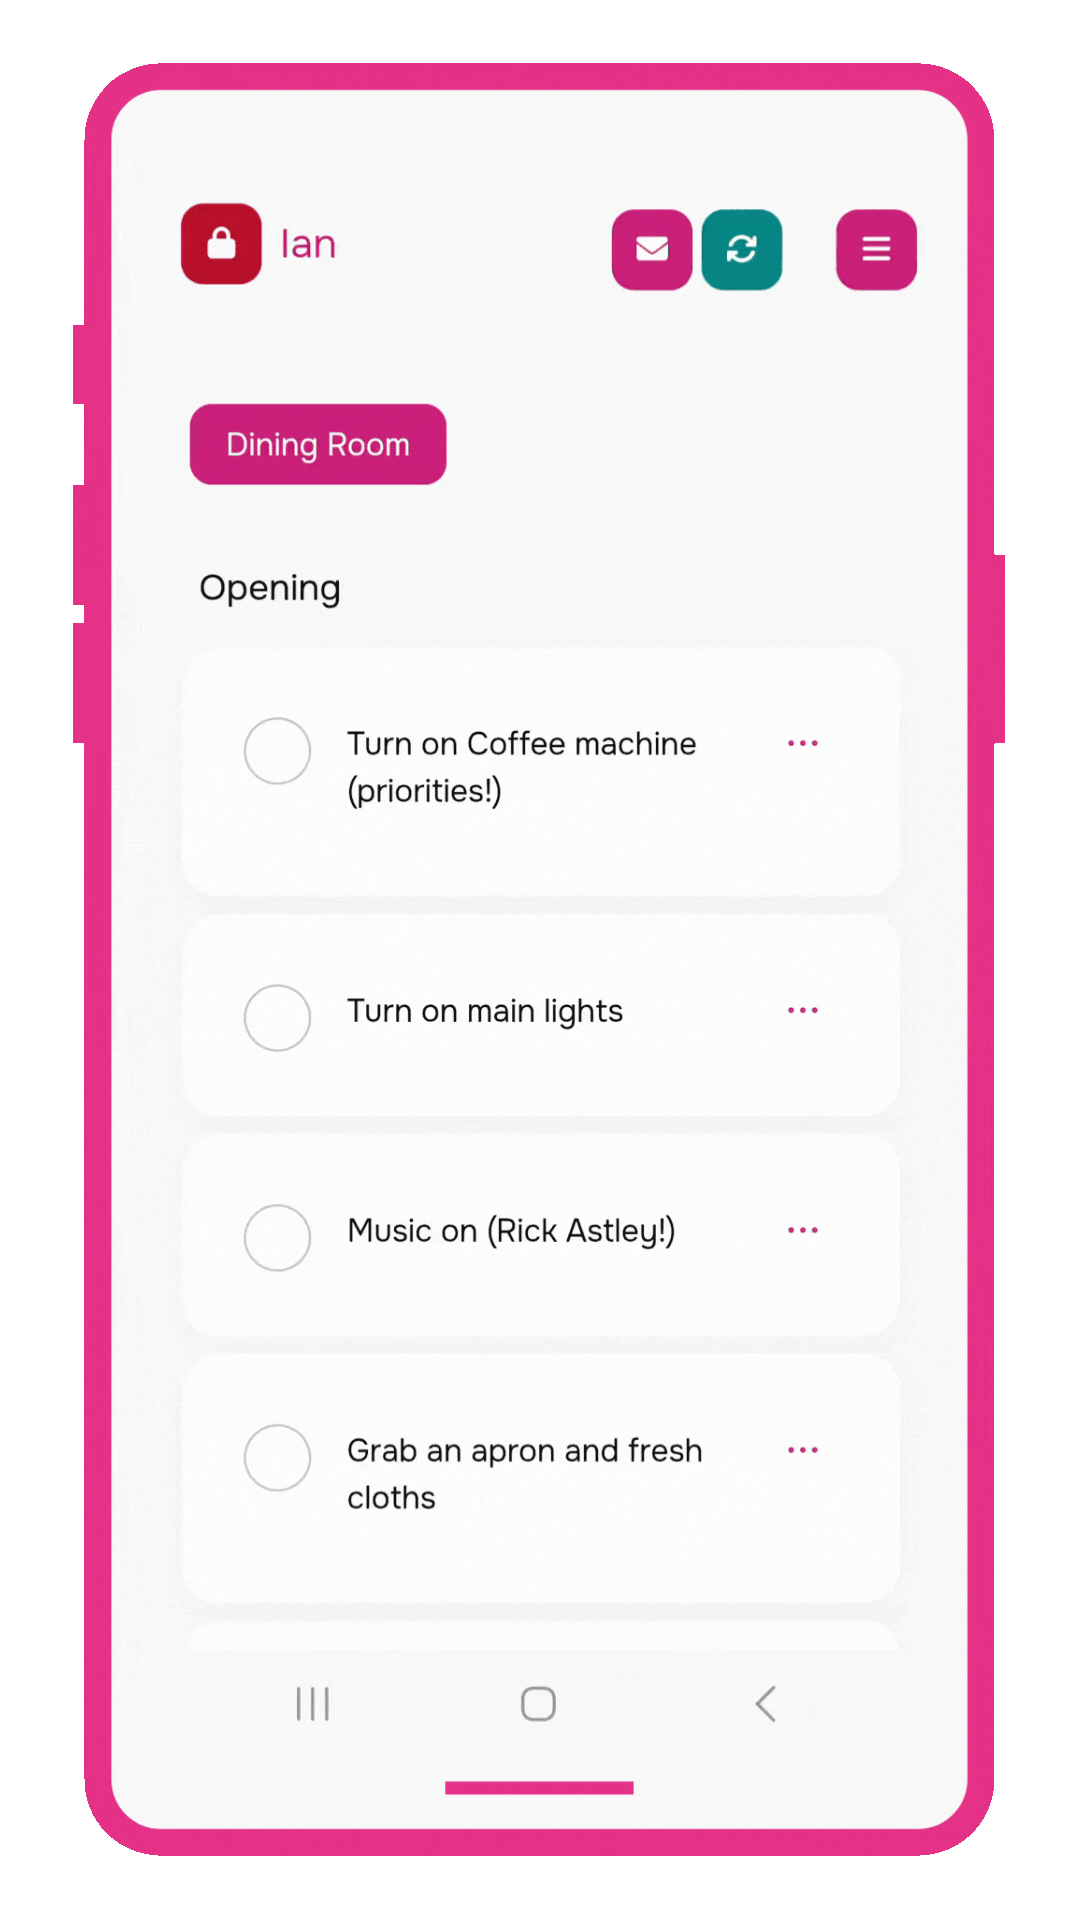 Ian
Dining Room
Opening
Turn on Coffee machine
(priorities!)
Turn on main lights
Music on (Rick Astley!)
Grab an apron and fresh
cloths